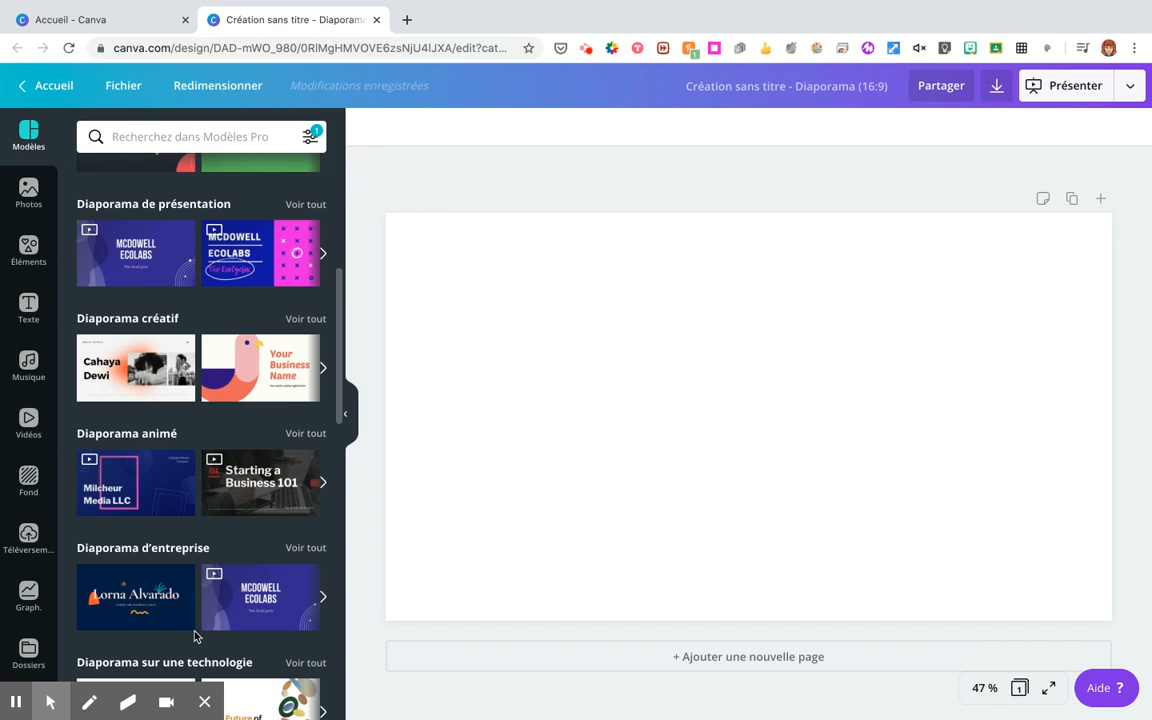 Accueil - Canva
Création sans titre - Diaporama
canva.com/design/DAD-mWO_980/0RlMgHMVOVE6zsNjU4lJXA/edit?cat...
Accueil
Fichier
Redimensionner
Modifications enregistrées
Création sans titre - Diaporama (16:9)
Partager
Présenter
Modèles
Photos
Éléments
Texte
Musique
Vidéos
Fond
Téléversem...
Graph.
Dossiers
Recherchez dans Modèles Pro
1
Diaporama de présentation
Voir tout
MCDOWELL
ECOLABS
MCDOWELL
ECOLABS
Diaporama créatif
Voir tout
Cahaya
Dewi
Your
Business
Name
Diaporama animé
Voir tout
Milcheur
Media LLC
01
Starting a
Business 101
Diaporama d'entreprise
Voir tout
Lorna Alvarado
MCDOWELL
ECOLABS
Diaporama sur une technologie
Voir tout
Future of
+ Ajouter une nouvelle page
47 %
1
Aide ?